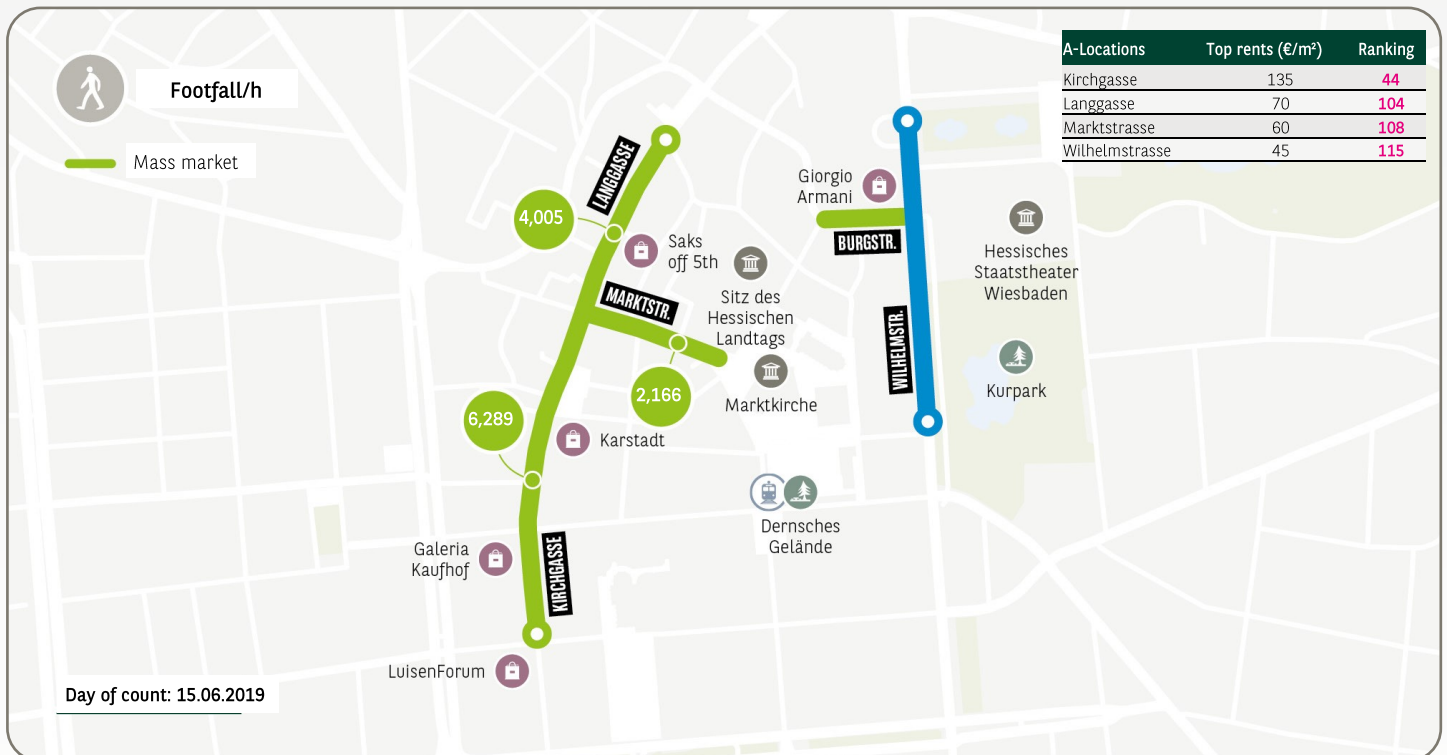 Footfall/h
Mass market
A-Locations Top rents (€/m²) Ranking
Kirchgasse 135 44
Langgasse 70 104
Marktstrasse 60 108
Wilhelmstrasse 45 115
LANGGASSE
4,005
Saks
off 5th
MARKTSTR.
Sitz des
Hessischen
Landtags
2,166
Marktkirche
6,289
Karstadt
Galeria
Kaufhof
KIRCHGASSE
LuisenForum
Giorgio
Armani
BURGSTR.
WILHELMSTR.
Hessisches
Staatstheater
Wiesbaden
Kurpark
Dernsches
Gelände
Day of count: 15.06.2019